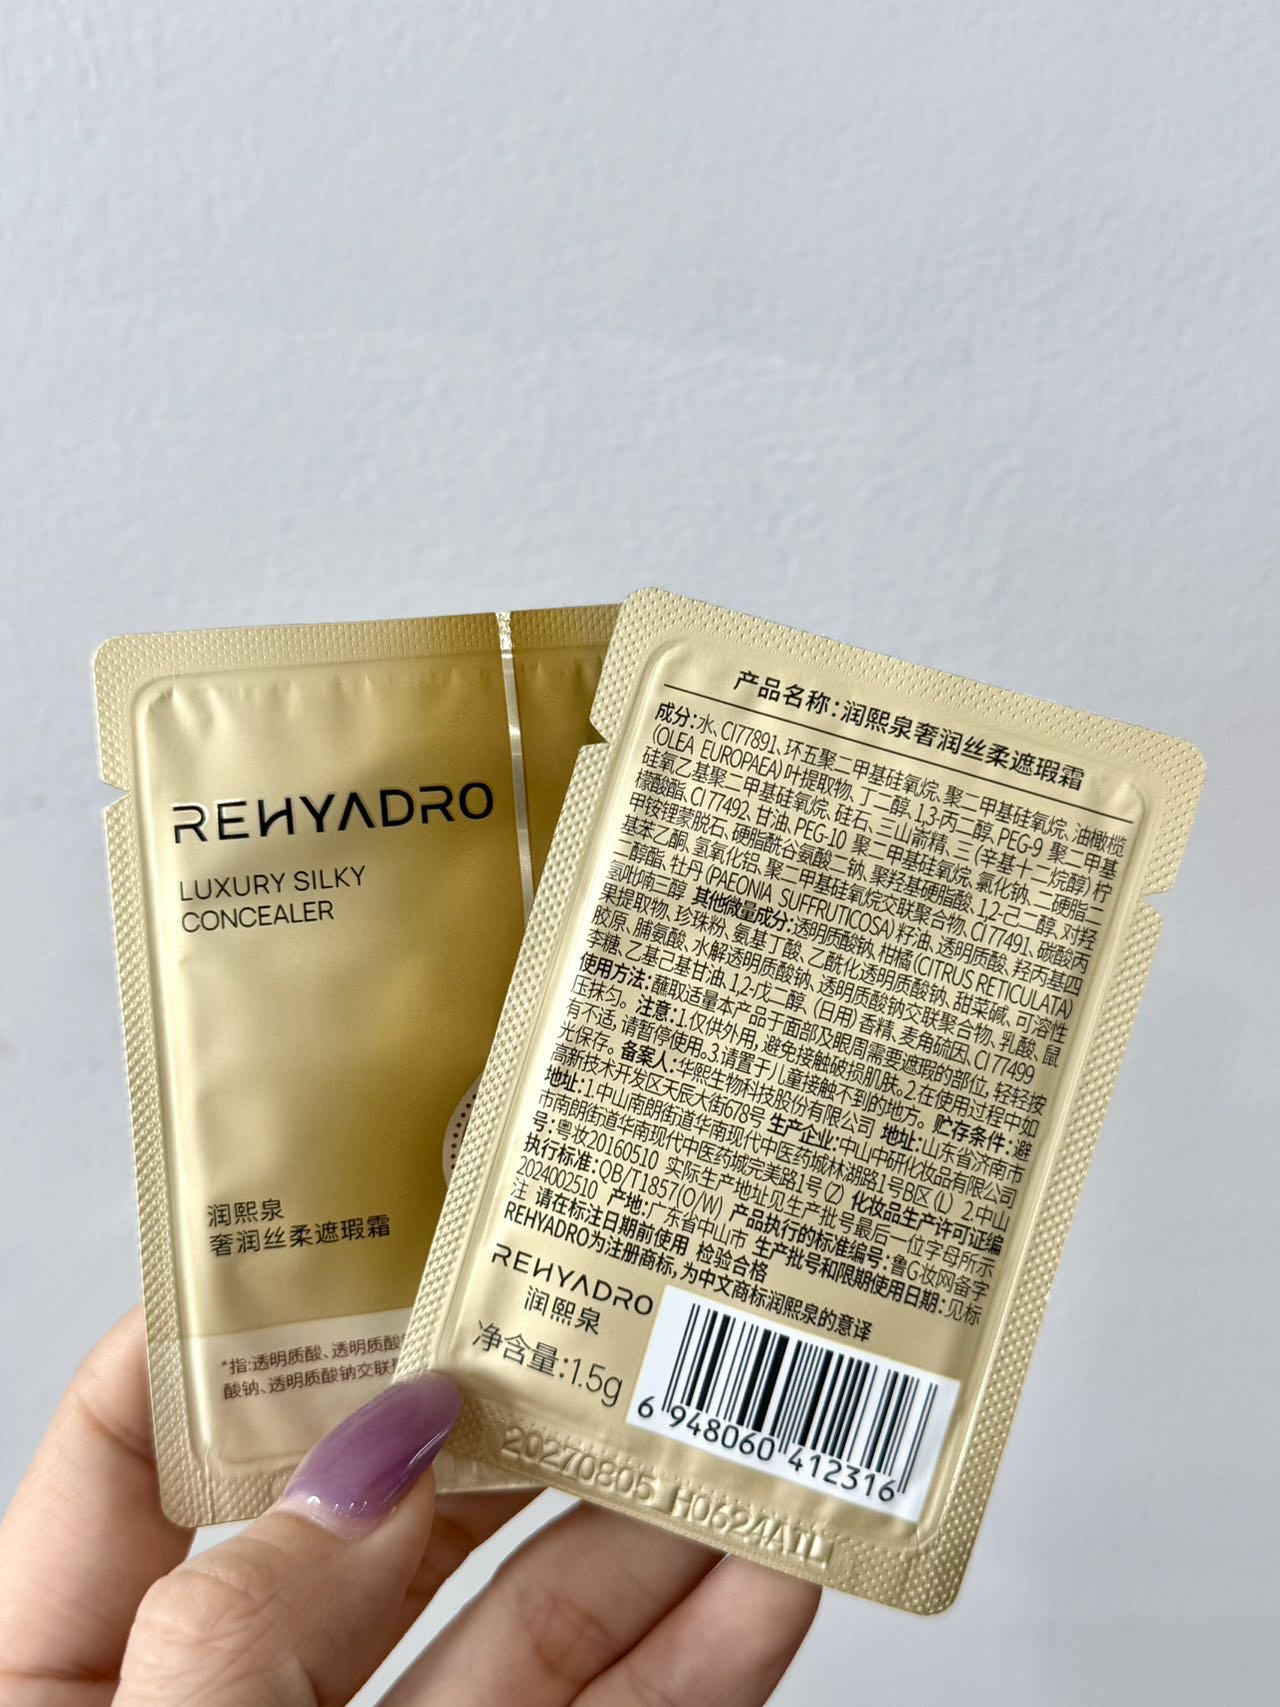 REHYADRO
LUXURY SILKY
CONCEALER
润熙泉
奢润丝柔遮瑕霜
*指:透明质酸、透明质酸
酸钠、透明质酸钠交联
产品名称:润熙泉奢润丝柔遮瑕霜
成分:水、CI77891、环五聚二甲基硅氧烷、聚二甲基硅氧烷、油橄榄
(OLEA EUROPAEA)叶提取物、丁二醇、1,3-丙二醇、PEG-9 聚二甲基
硅氧乙基聚二甲基硅氧烷、硅石、三山嵛精、三(辛基十二烷醇)柠
檬酸酯、CI 77492、甘油、PEG-10 聚二甲基硅氧烷、氯化钠、二硬脂二
甲铵锂蒙脱石、硬脂酰谷氨酸二钠、聚羟基硬脂酸、1,2-己二醇、对羟
基苯乙酮、氢氧化铝、聚二甲基硅氧烷交联聚合物、CI 77491、碳酸丙
二醇酯、牡丹(PAEONIA SUFFRUTICOSA)籽油、透明质酸、羟丙基四
氢吡喃三醇 其他微量成分:透明质酸钠、柑橘(CITRUS RETICULATA)
果提取物、珍珠粉、氨基丁酸、乙酰化透明质酸钠、甜菜碱、可溶性
胶原、脯氨酸、水解透明质酸钠、透明质酸钠交联聚合物、乳酸、鼠
李糖、乙基己基甘油、1,2-戊二醇、(日用)香精、麦角硫因、CI 77499
使用方法:蘸取适量本产品于面部及眼周需要遮瑕的部位,轻轻按
压抹匀。 注意:1.仅供外用,避免接触破损肌肤。2.在使用过程中如
有不适,请暂停使用。3.请置于儿童接触不到的地方。 贮存条件:避
光保存。 备案人:华熙生物科技股份有限公司 地址:山东省济南市
高新技术开发区天辰大街678号 生产企业:中山中研化妆品有限公司
地址:1.中山南朗街道华南现代中医药城林湖路1号B区(L) 2.中山
市南朗街道华南现代中医药城完美路1号(Z) 化妆品生产许可证编
号:粤妆20160510 实际生产地址见生产批号最后一位字母所示
执行标准:QB/T1857(O/W) 产品执行的标准编号:鲁G妆网备字
2024002510 产地:广东省中山市 生产批号和限期使用日期:见标
注 请在标注日期前使用 检验合格
REHYADRO为注册商标,为中文商标润熙泉的意译
REHYADRO
润熙泉
净含量:1.5g
6 948060 412316
20270805 H0624A1L